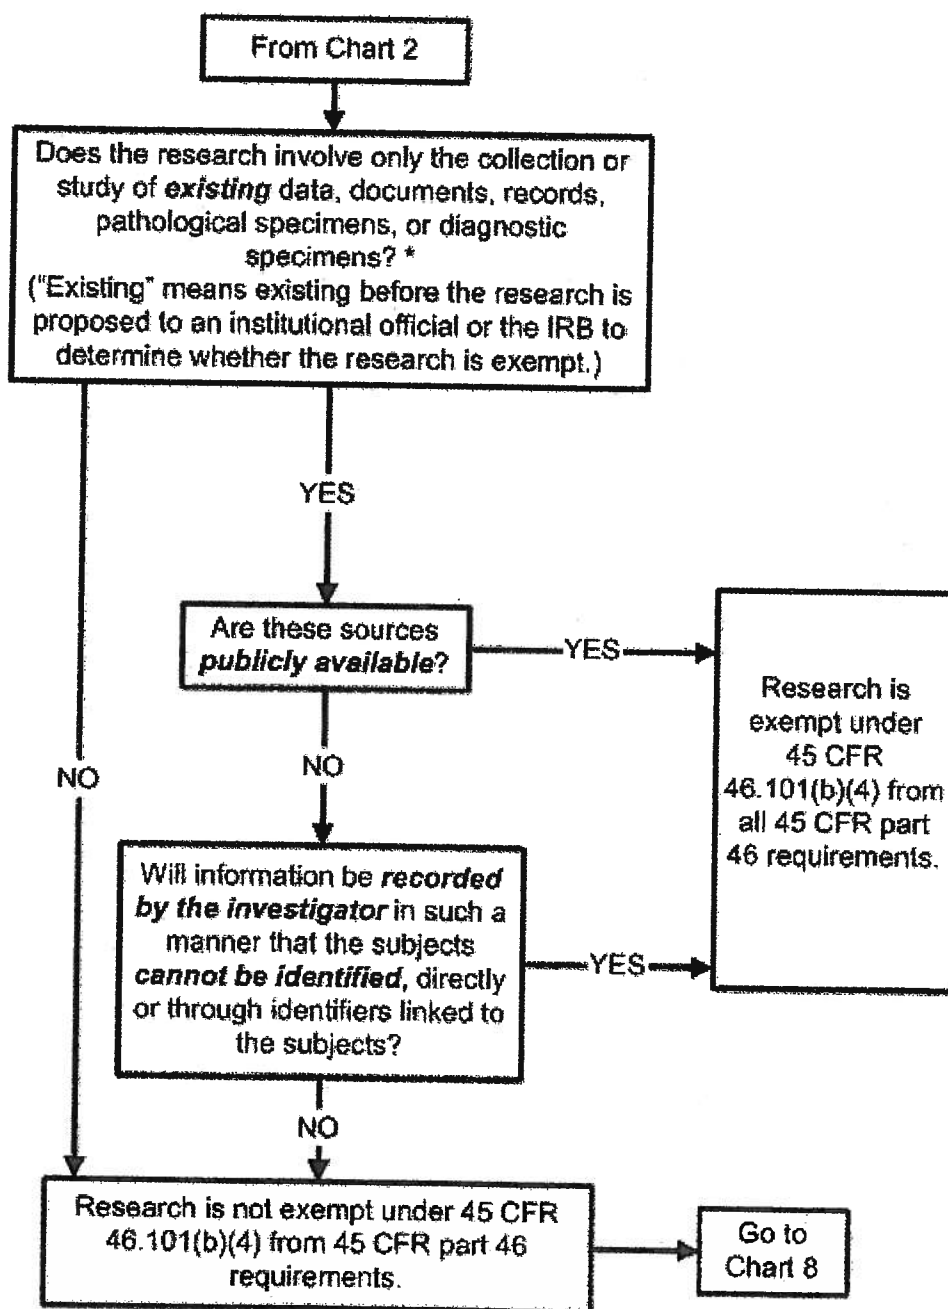 From Chart 2
Does the research involve only the collection or
study of existing data, documents, records,
pathological specimens, or diagnostic
specimens? *
("Existing" means existing before the research is
proposed to an institutional official or the IRB to
determine whether the research is exempt.)
YES
Are these sources
publicly available?
YES
Research is
exempt under
45 CFR
46.101(b)(4) from
all 45 CFR part
46 requirements.
NO
NO
Will information be recorded
by the investigator in such a
manner that the subjects
cannot be identified, directly
or through identifiers linked to
the subjects?
YES
NO
Research is not exempt under 45 CFR
46.101(b)(4) from 45 CFR part 46
requirements.
Go to
Chart 8